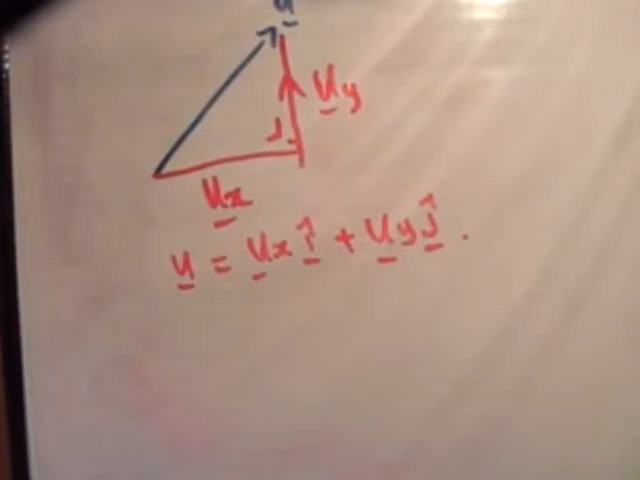 u
uy
ux
u = ux î + uy ĵ.